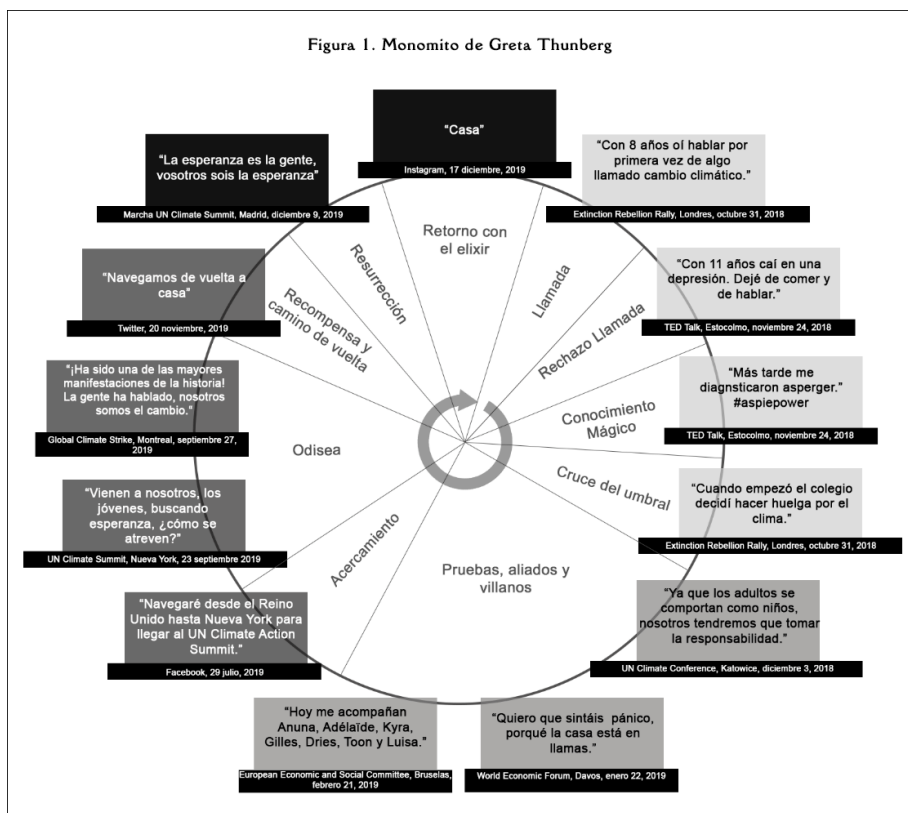 Figura 1. Monomito de Greta Thunberg
"Casa"
Instagram, 17 diciembre, 2019
"Con 8 años oí hablar por
primera vez de algo
llamado cambio climático."
Extinction Rebellion Rally, Londres, octubre 31, 2018
"Con 11 años caí en una
depresión. Dejé de comer y
de hablar."
TED Talk, Estocolmo, noviembre 24, 2018
"Más tarde me
diagnsticaron asperger."
#aspiepower
TED Talk, Estocolmo, noviembre 24, 2018
"Cuando empezó el colegio
decidí hacer huelga por el
clima."
Extinction Rebellion Rally, Londres, octubre 31, 2018
"Ya que los adultos se
comportan como niños,
nosotros tendremos que tomar
la responsabilidad."
UN Climate Conference, Katowice, diciembre 3, 2018
"Quiero que sintáis pánico,
porqué la casa está en
llamas."
World Economic Forum, Davos, enero 22, 2019
"Hoy me acompañan
Anuna, Adélaïde, Kyra,
Gilles, Dries, Toon y Luisa."
European Economic and Social Committee, Bruselas,
febrero 21, 2019
"Navegaré desde el Reino
Unido hasta Nueva York para
llegar al UN Climate Action
Summit."
Facebook, 29 julio, 2019
"Vienen a nosotros, los
jóvenes, buscando
esperanza, ¿cómo se
atreven?"
UN Climate Summit, Nueva York, 23 septiembre 2019
"¡Ha sido una de las mayores
manifestaciones de la historia!
La gente ha hablado, nosotros
somos el cambio."
Global Climate Strike, Montreal, septiembre 27,
2019
"Navegamos de vuelta a
casa"
Twitter, 20 noviembre, 2019
"La esperanza es la gente,
vosotros sois la esperanza"
Marcha UN Climate Summit, Madrid, diciembre 9, 2019
Retorno con
el elixir
Llamada
Rechazo Llamada
Conocimiento
Mágico
Cruce del umbral
Pruebas, aliados y
villanos
Acercamiento
Odisea
Recompensa y
camino de vuelta
Resurrección